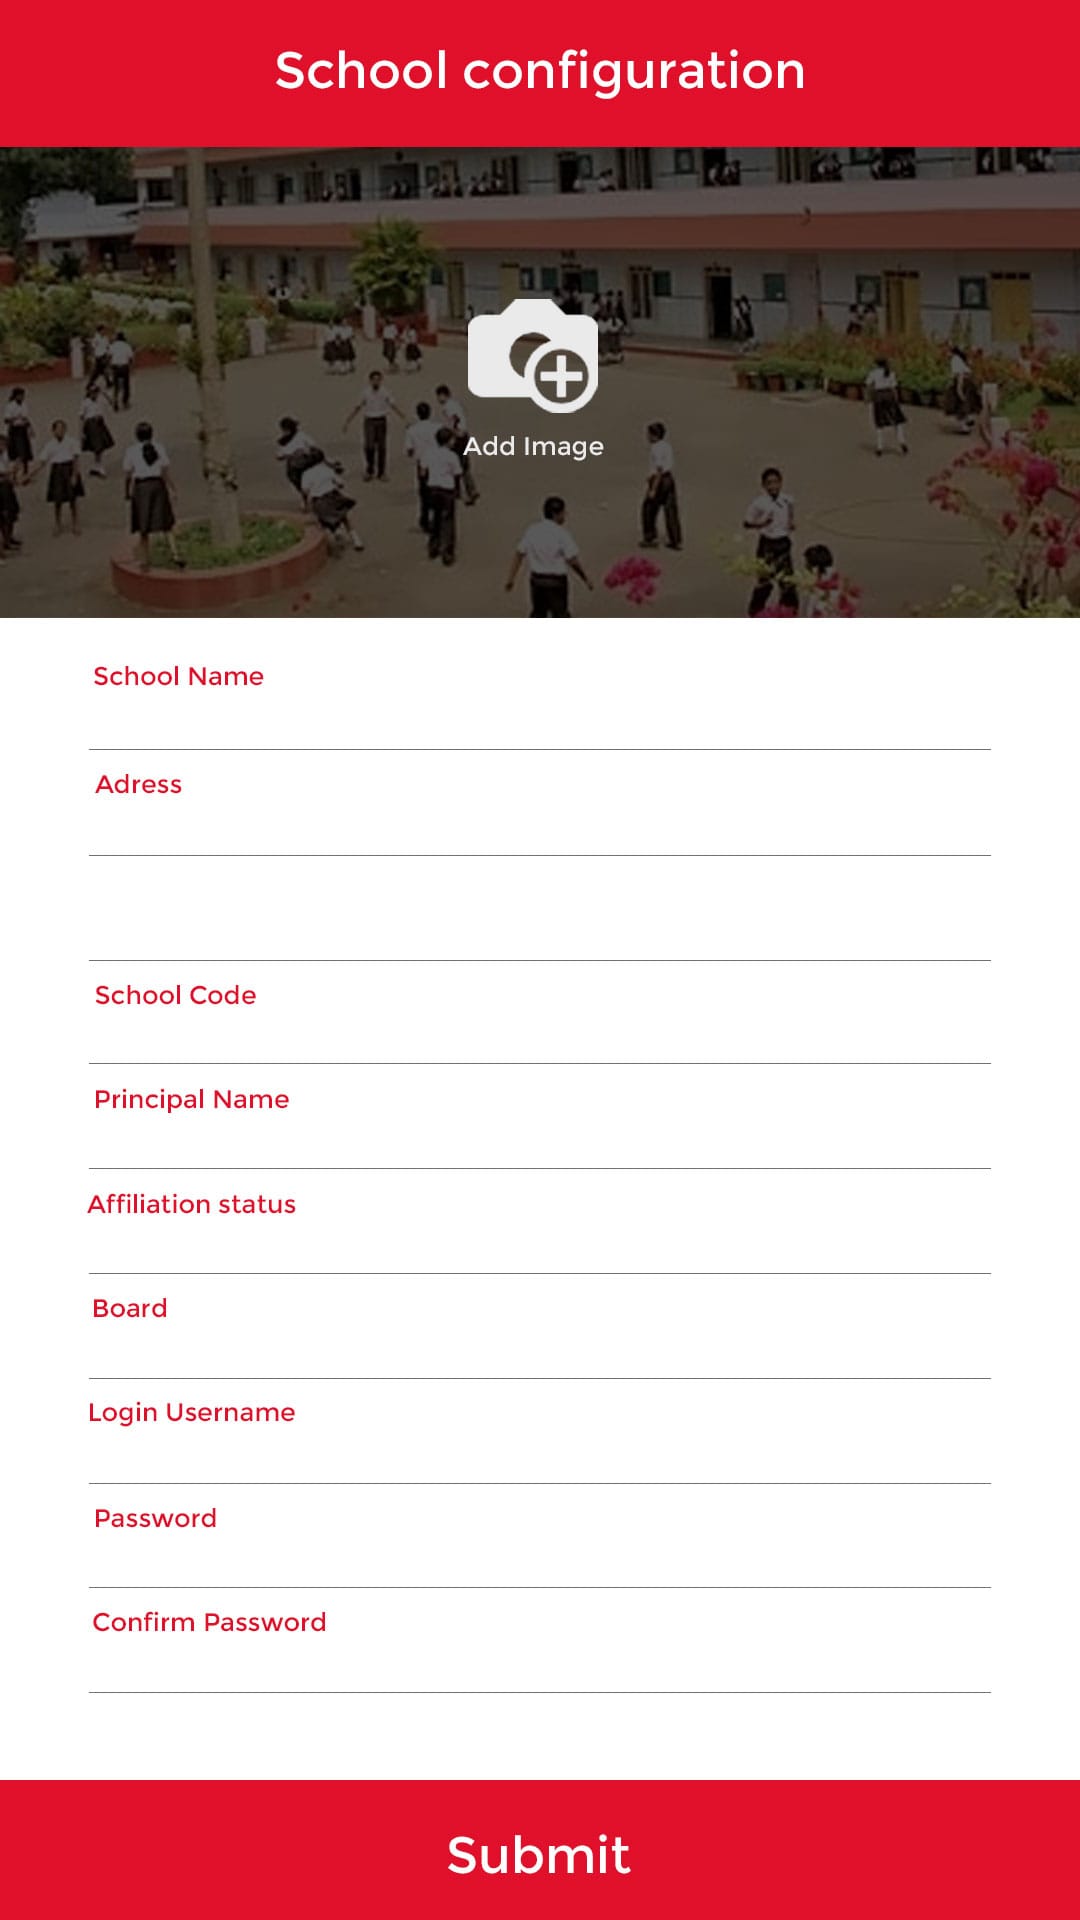 School configuration
Add Image
School Name
Adress
School Code
Principal Name
Affiliation status
Board
Login Username
Password
Confirm Password
Submit